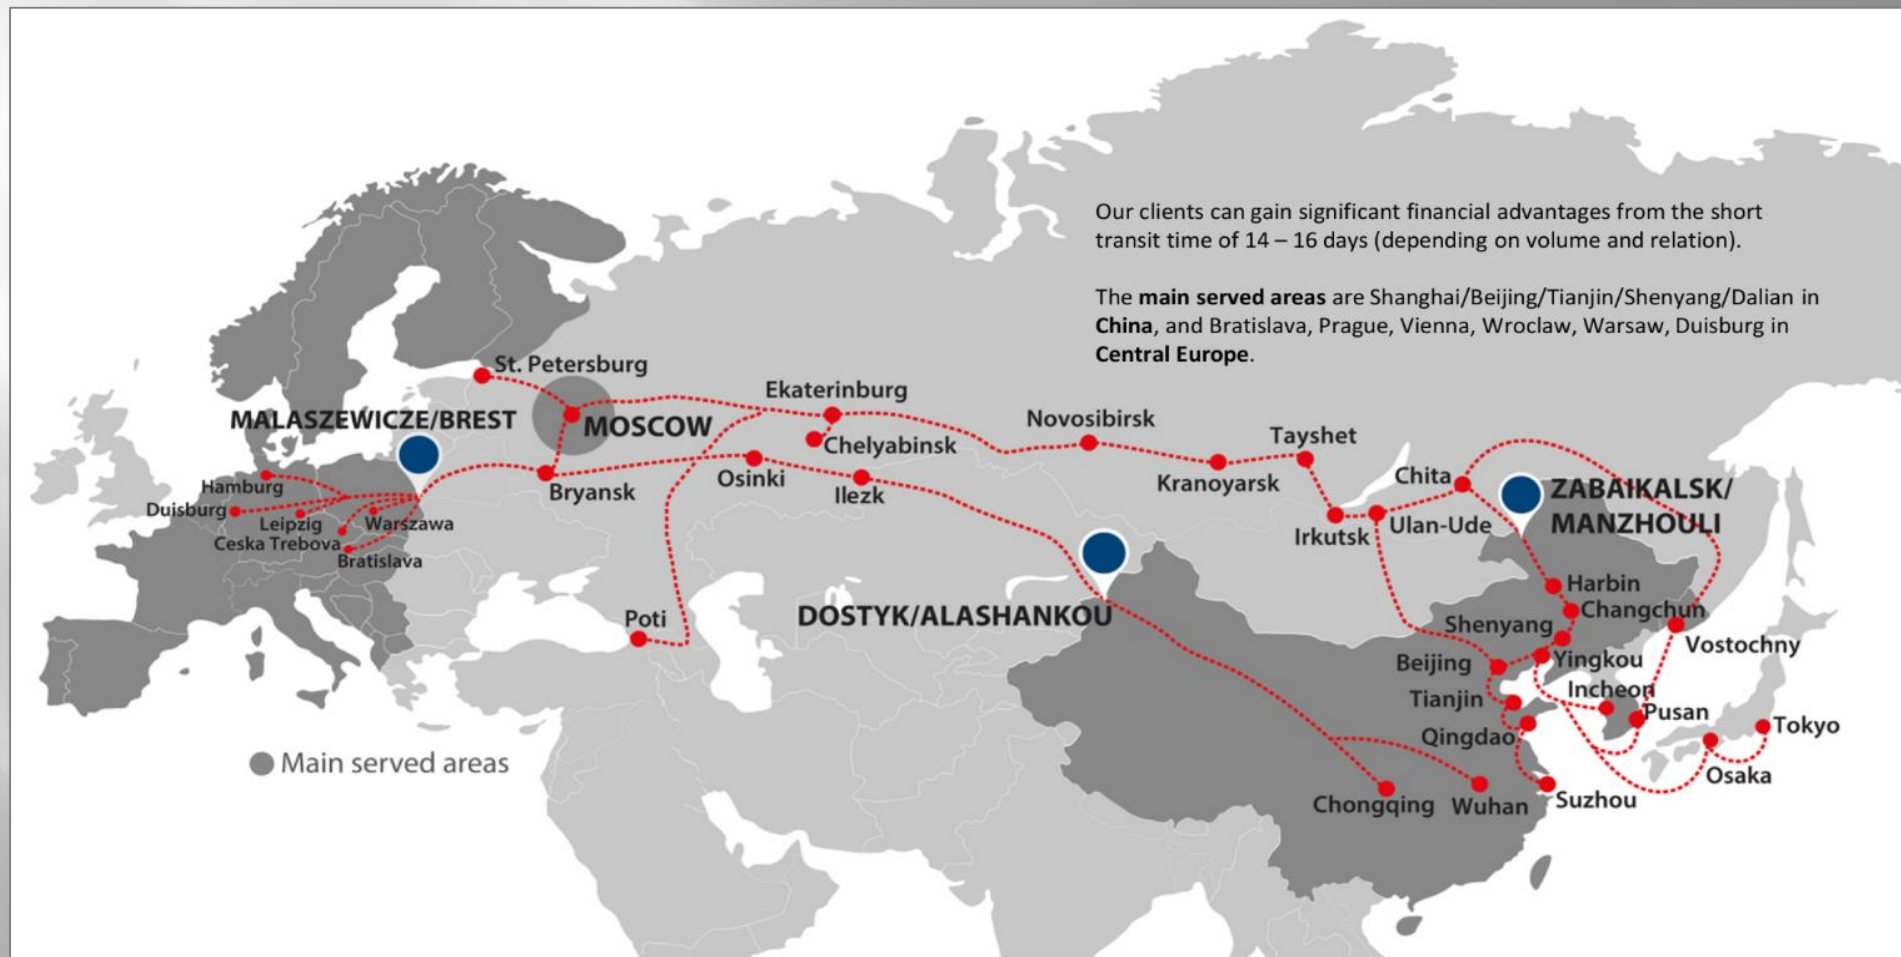 Our clients can gain significant financial advantages from the short
transit time of 14 – 16 days (depending on volume and relation).
The main served areas are Shanghai/Beijing/Tianjin/Shenyang/Dalian in
China, and Bratislava, Prague, Vienna, Wroclaw, Warsaw, Duisburg in
Central Europe.
St. Petersburg
MALASZEWICZE/BREST
MOSCOW
Ekaterinburg
Chelyabinsk
Novosibirsk
Tayshet
Kranoyarsk
Chita
ZABAIKALSK/
MANZHOULI
Hamburg
Duisburg
Leipzig
Warszawa
Ceska Trebova
Bratislava
Bryansk
Osinki
Ilezk
Irkutsk
Ulan-Ude
DOSTYK/ALASHANKOU
Poti
Harbin
Changchun
Shenyang
Vostochny
Beijing
Yingkou
Incheon
Tianjin
Pusan
Qingdao
Tokyo
Osaka
Chongqing
Wuhan
Suzhou
Main served areas